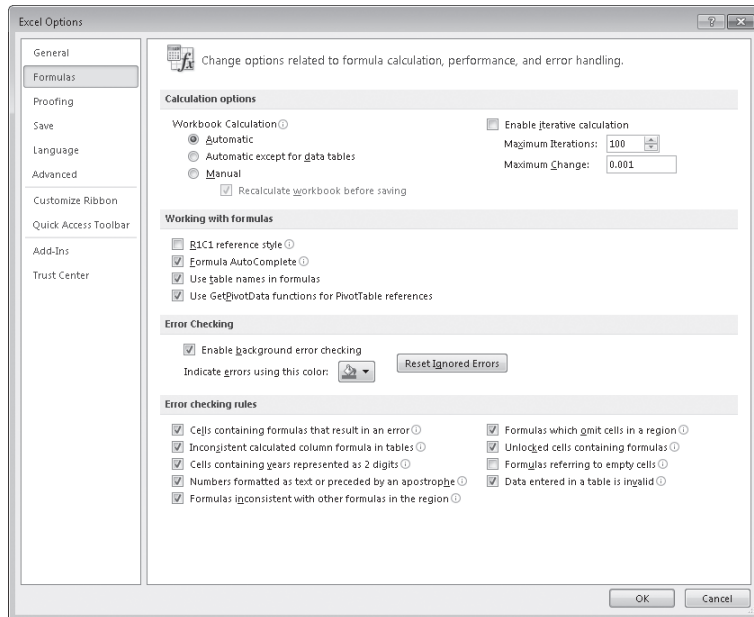 Excel Options
General
Formulas
Proofing
Save
Language
Advanced
Customize Ribbon
Quick Access Toolbar
Add-Ins
Trust Center
Change options related to formula calculation, performance, and error handling.
Calculation options
Workbook Calculation
Automatic
Automatic except for data tables
Manual
Recalculate workbook before saving
Enable iterative calculation
Maximum Iterations: 100
Maximum Change: 0.001
Working with formulas
R1C1 reference style
Formula AutoComplete
Use table names in formulas
Use GetPivotData functions for PivotTable references
Error Checking
Enable background error checking
Indicate errors using this color:
Reset Ignored Errors
Error checking rules
Cells containing formulas that result in an error
Inconsistent calculated column formula in tables
Cells containing years represented as 2 digits
Numbers formatted as text or preceded by an apostrophe
Formulas inconsistent with other formulas in the region
Formulas which omit cells in a region
Unlocked cells containing formulas
Formulas referring to empty cells
Data entered in a table is invalid
OK
Cancel